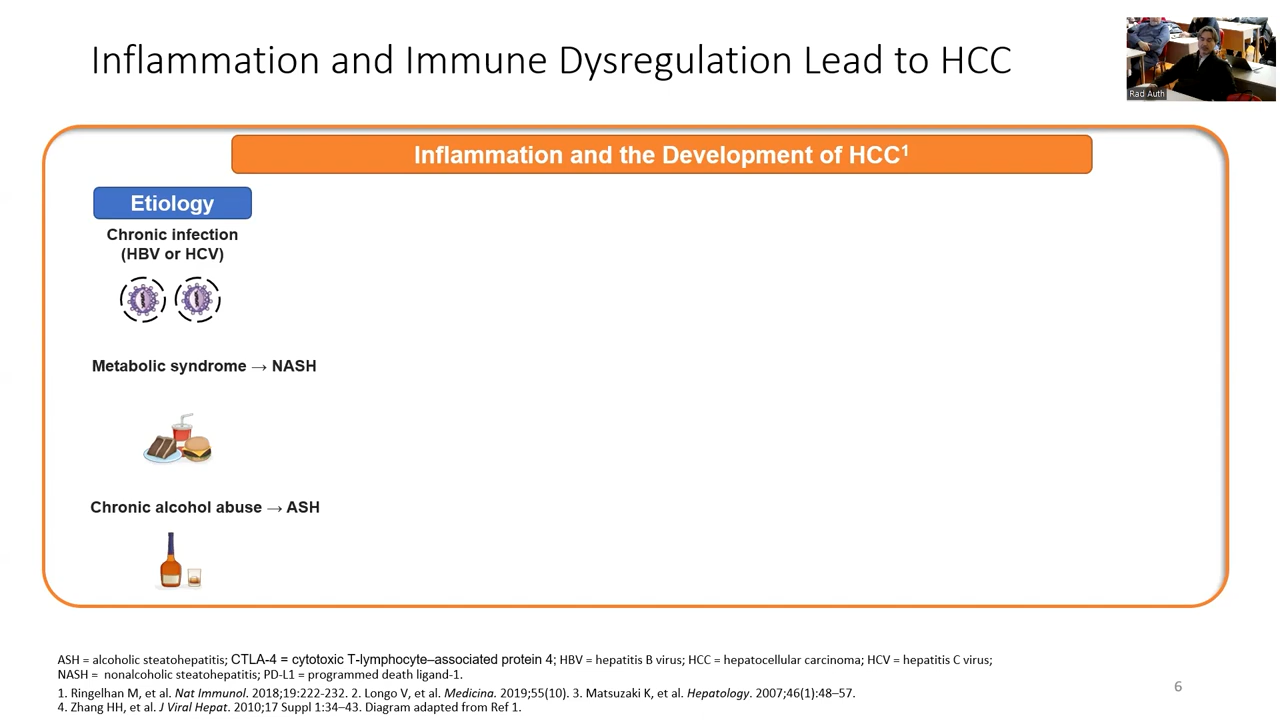 Inflammation and Immune Dysregulation Lead to HCC
Rad Auth
Inflammation and the Development of HCC¹
Etiology
Chronic infection
(HBV or HCV)
Metabolic syndrome → NASH
Chronic alcohol abuse → ASH
ASH = alcoholic steatohepatitis; CTLA-4 = cytotoxic T-lymphocyte–associated protein 4; HBV = hepatitis B virus; HCC = hepatocellular carcinoma; HCV = hepatitis C virus;
NASH = nonalcoholic steatohepatitis; PD-L1 = programmed death ligand-1.
1. Ringelhan M, et al. Nat Immunol. 2018;19:222-232. 2. Longo V, et al. Medicina. 2019;55(10). 3. Matsuzaki K, et al. Hepatology. 2007;46(1):48–57.
4. Zhang HH, et al. J Viral Hepat. 2010;17 Suppl 1:34–43. Diagram adapted from Ref 1.
6